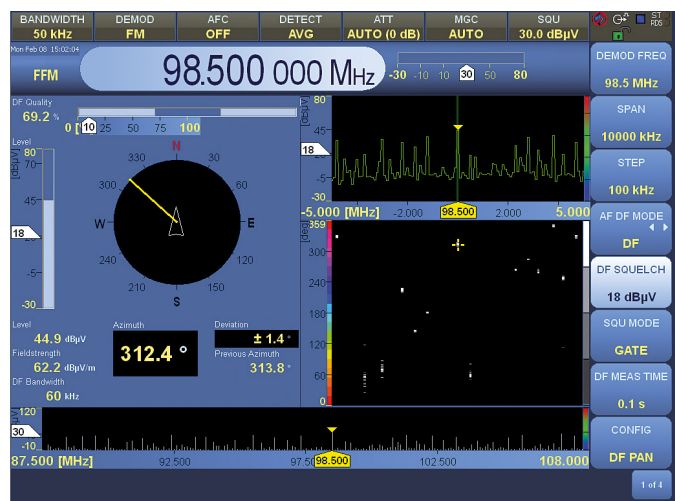 BANDWIDTH DEMOD AFC DETECT ATT MGC SQU
50 kHz FM OFF AVG AUTO (0 dB) AUTO 30.0 dBµV
ST
RDS
Mon Feb 08 15:02:04
FFM
98.500 000 MHz
-30 -10 10 30 50 80
DF Quality
69.2 %
0 [ 10 25 50 75 100
Level
80
70
45
18
-5
-30
[dBµV]
N
30
60
E
120
150
S
210
240
W
300
330
Level
44.9 dBµV
Fieldstrength
62.2 dBµV/m
DF Bandwidth
60 kHz
Azimuth
312.4 °
Deviation
± 1.4 °
Previous Azimuth
313.8 °
80
45
18
-30
-5.000 [MHz] -2.000 98.500 2.000 5.000
[deg]
359
300
240
180
120
60
0
120
30
-10
87.500 [MHz] 92.500 97.50 98.500 102.500 108.000
DEMOD FREQ
98.5 MHz
SPAN
10000 kHz
STEP
100 kHz
AF DF MODE
DF
DF SQUELCH
18 dBµV
SQU MODE
GATE
DF MEAS TIME
0.1 s
CONFIG
DF PAN
1 of 4